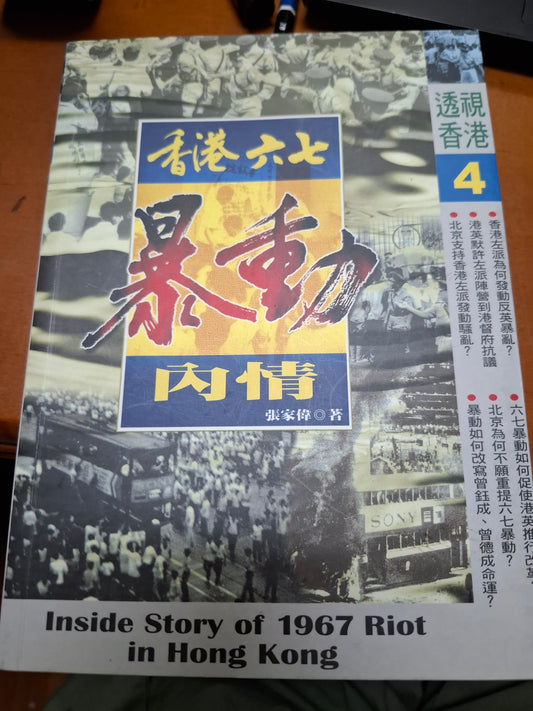 透視
香港
4
香港六七
暴動
內情
張家偉◎著
● 香港左派為何發動反英暴亂?
● 港英默許左派陣營到港督府抗議
● 北京支持香港左派發動騷亂?
● 六七暴動如何促使港英推行改革?
● 北京為何不願重提六七暴動?
● 暴動如何改寫曾鈺成、曾德成命運?
SONY
Inside Story of 1967 Riot
in Hong Kong